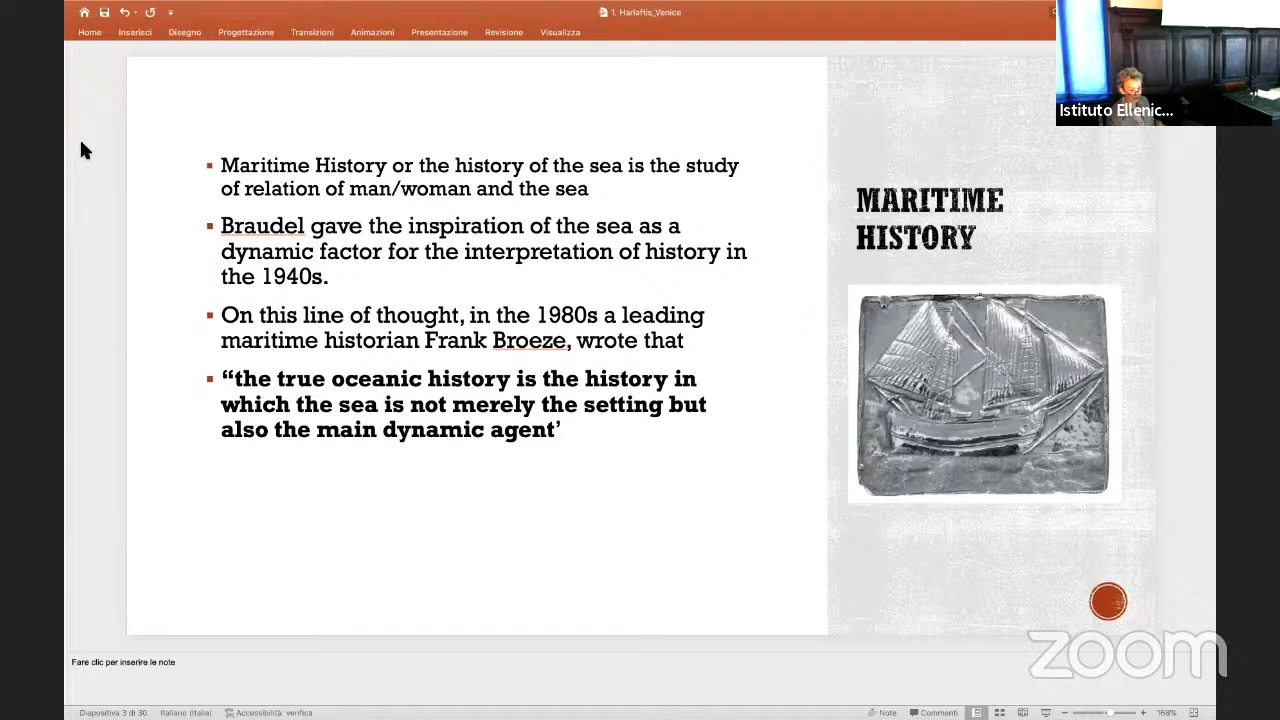 1. Harlaftis_Venice
Home Inserisci Disegno Progettazione Transizioni Animazioni Presentazione Revisione Visualizza
Istituto Ellenic...
▪ Maritime History or the history of the sea is the study
of relation of man/woman and the sea
▪ Braudel gave the inspiration of the sea as a
dynamic factor for the interpretation of history in
the 1940s.
▪ On this line of thought, in the 1980s a leading
maritime historian Frank Broeze, wrote that
▪ “the true oceanic history is the history in
which the sea is not merely the setting but
also the main dynamic agent’
MARITIME
HISTORY
zoom
Fare clic per inserire le note
Diapositiva 3 di 30 Italiano (Italia) Accessibilità: verifica Note Commenti 168%